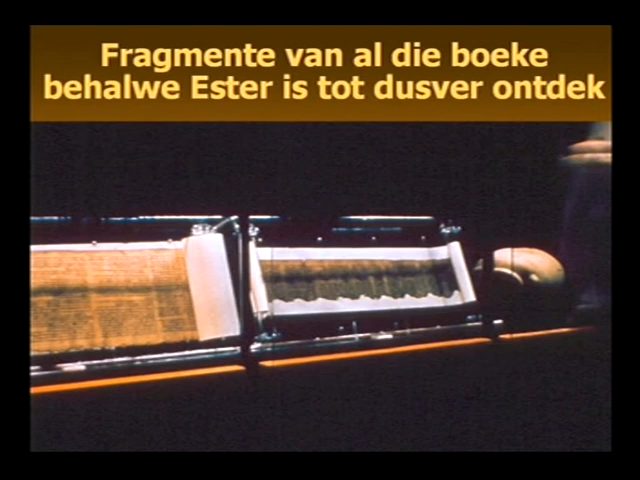 Fragmente van al die boeke
behalwe Ester is tot dusver ontdek